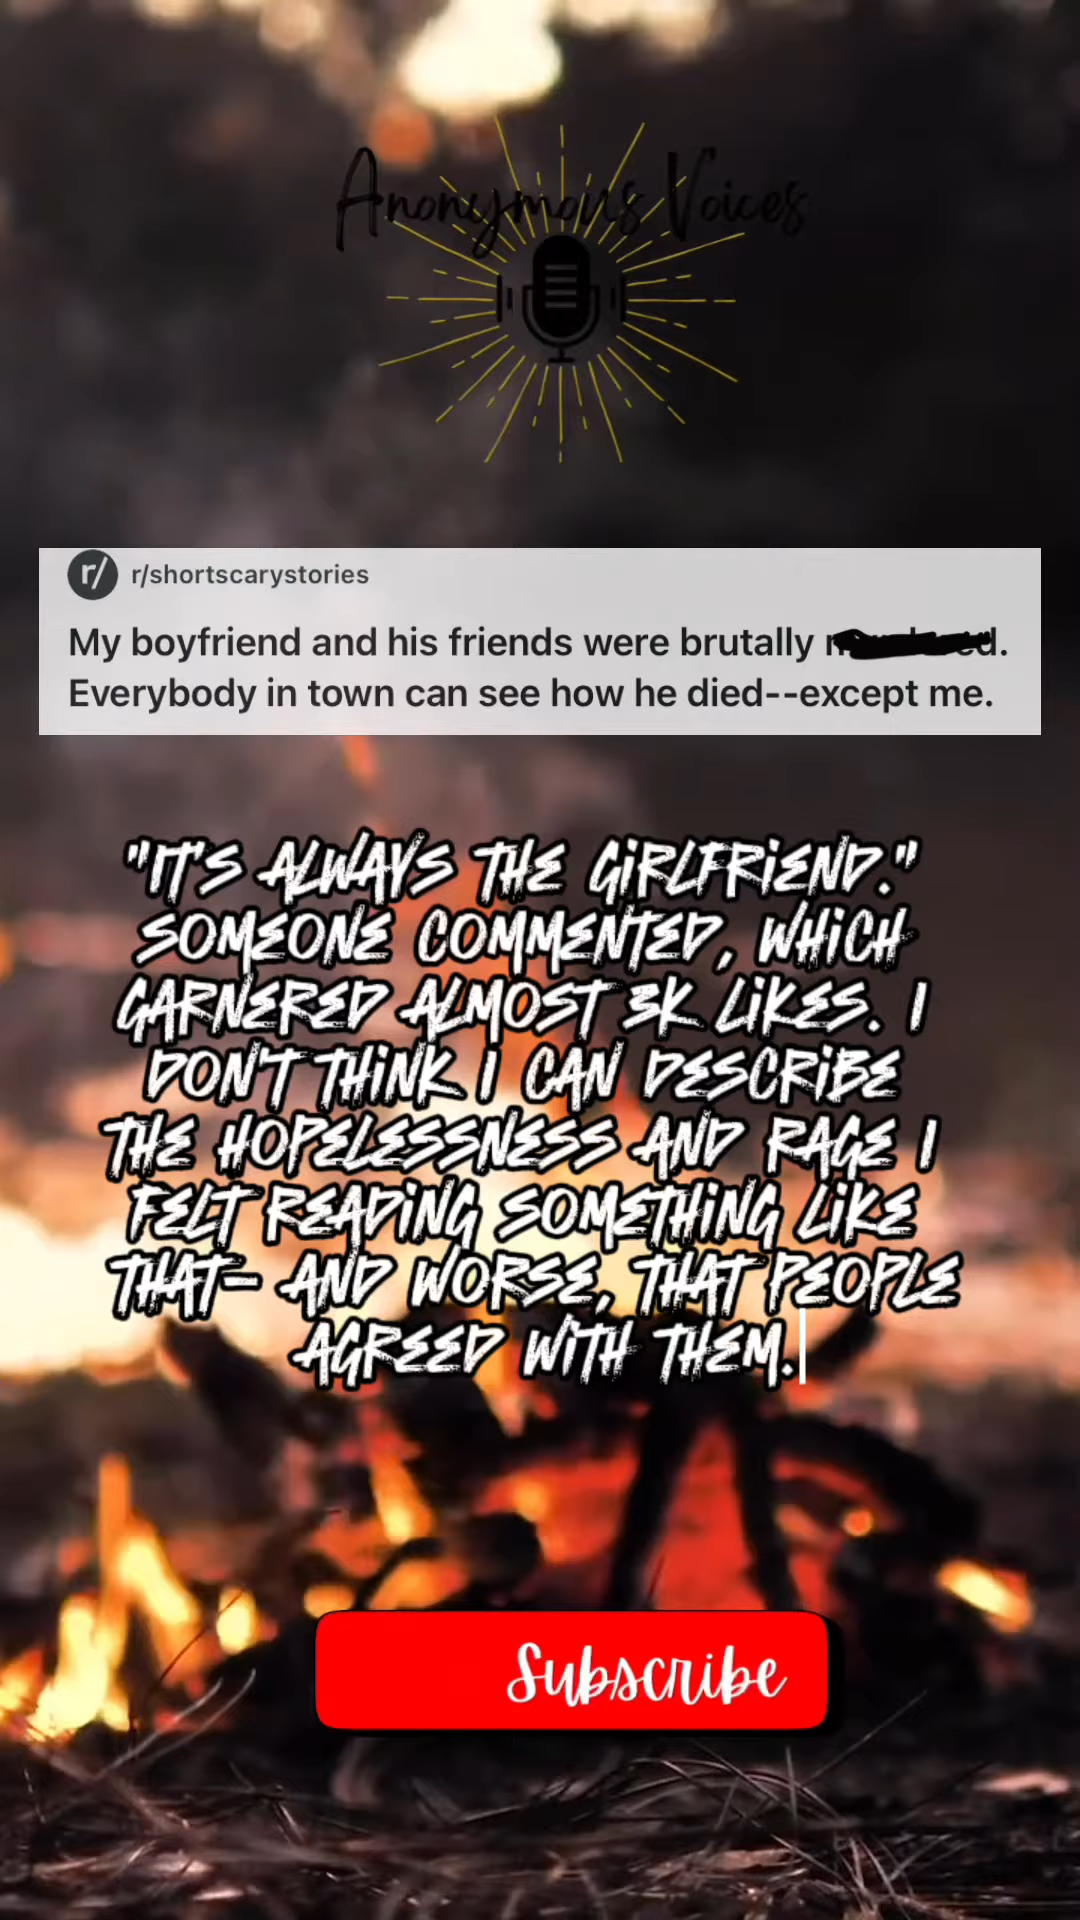 Anonymous Voices
r/ r/shortscarystories
My boyfriend and his friends were brutally
Everybody in town can see how he died--except me.
"IT'S ALWAYS THE GIRLFRIEND."
SOMEONE COMMENTED, WHICH
GARNERED ALMOST 3K LIKES. I
DON'T THINK I CAN DESCRIBE
THE HOPELESSNESS AND RAGE I
FELT READING SOMETHING LIKE
THAT- AND WORSE, THAT PEOPLE
AGREED WITH THEM.
Subscribe